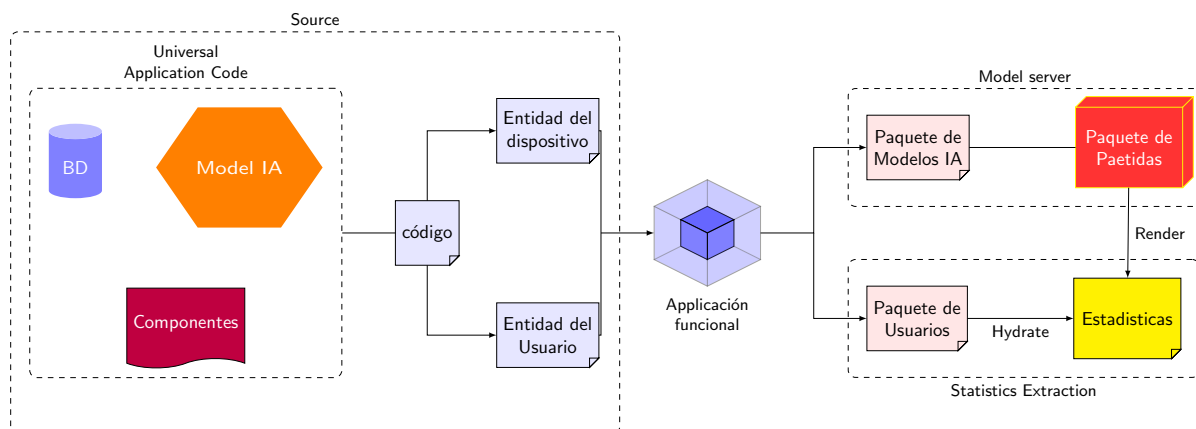 Source
Universal
Application Code
BD
Model IA
Componentes
código
Entidad del
dispositivo
Entidad del
Usuario
Applicación
funcional
Model server
Paquete de
Modelos IA
Paquete de
Paetidas
Render
Paquete de
Usuarios
Hydrate
Estadisticas
Statistics Extraction